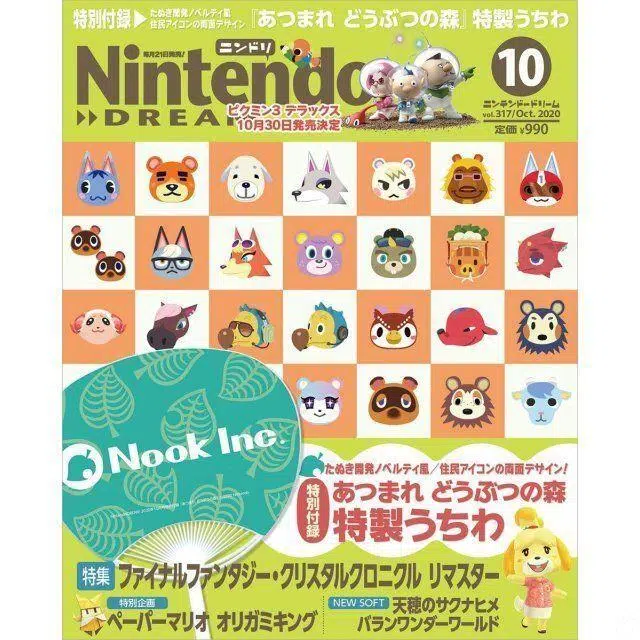 特別付録▶
たぬき開発ノベルティ風
住民アイコンの両面デザイン
『あつまれ どうぶつの森』特製うちわ
毎月21日発売!
ニンドリ
Nintendo
DREA
10
ピクミン3 デラックス
10月30日発売決定
ニンテンドードリーム
vol.317/Oct. 2020
定価 ¥990
Nook Inc.
たぬき開発ノベルティ風/住民アイコンの両面デザイン!
特別付録
あつまれ どうぶつの森
特製うちわ
特集
ファイナルファンタジー・クリスタルクロニクル リマスター
特別企画
ペーパーマリオ オリガミキング
NEW SOFT
天穂のサクナヒメ
バランワンダーワールド